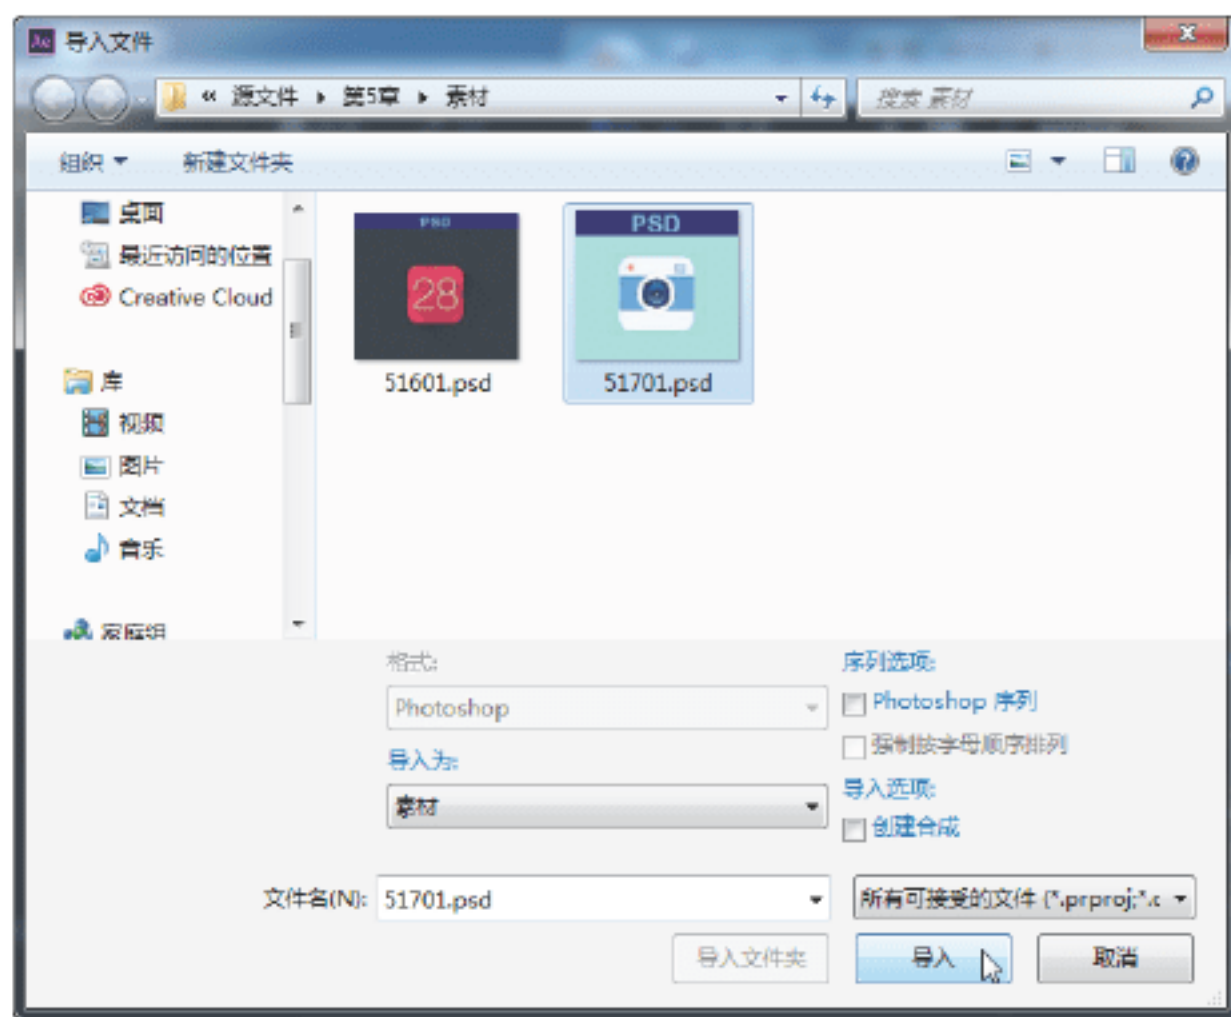 Ae 导入文件
« 源文件 ▸ 第5章 ▸ 素材
搜索 素材
组织
新建文件夹
桌面
最近访问的位置
Creative Cloud
库
视频
图片
文档
音乐
家庭组
PSD
28
51601.psd
PSD
51701.psd
格式:
Photoshop
导入为:
素材
序列选项:
Photoshop 序列
强制按字母顺序排列
导入选项:
创建合成
文件名(N):
51701.psd
所有可接受的文件 (*.prproj;*.c
导入文件夹
导入
取消